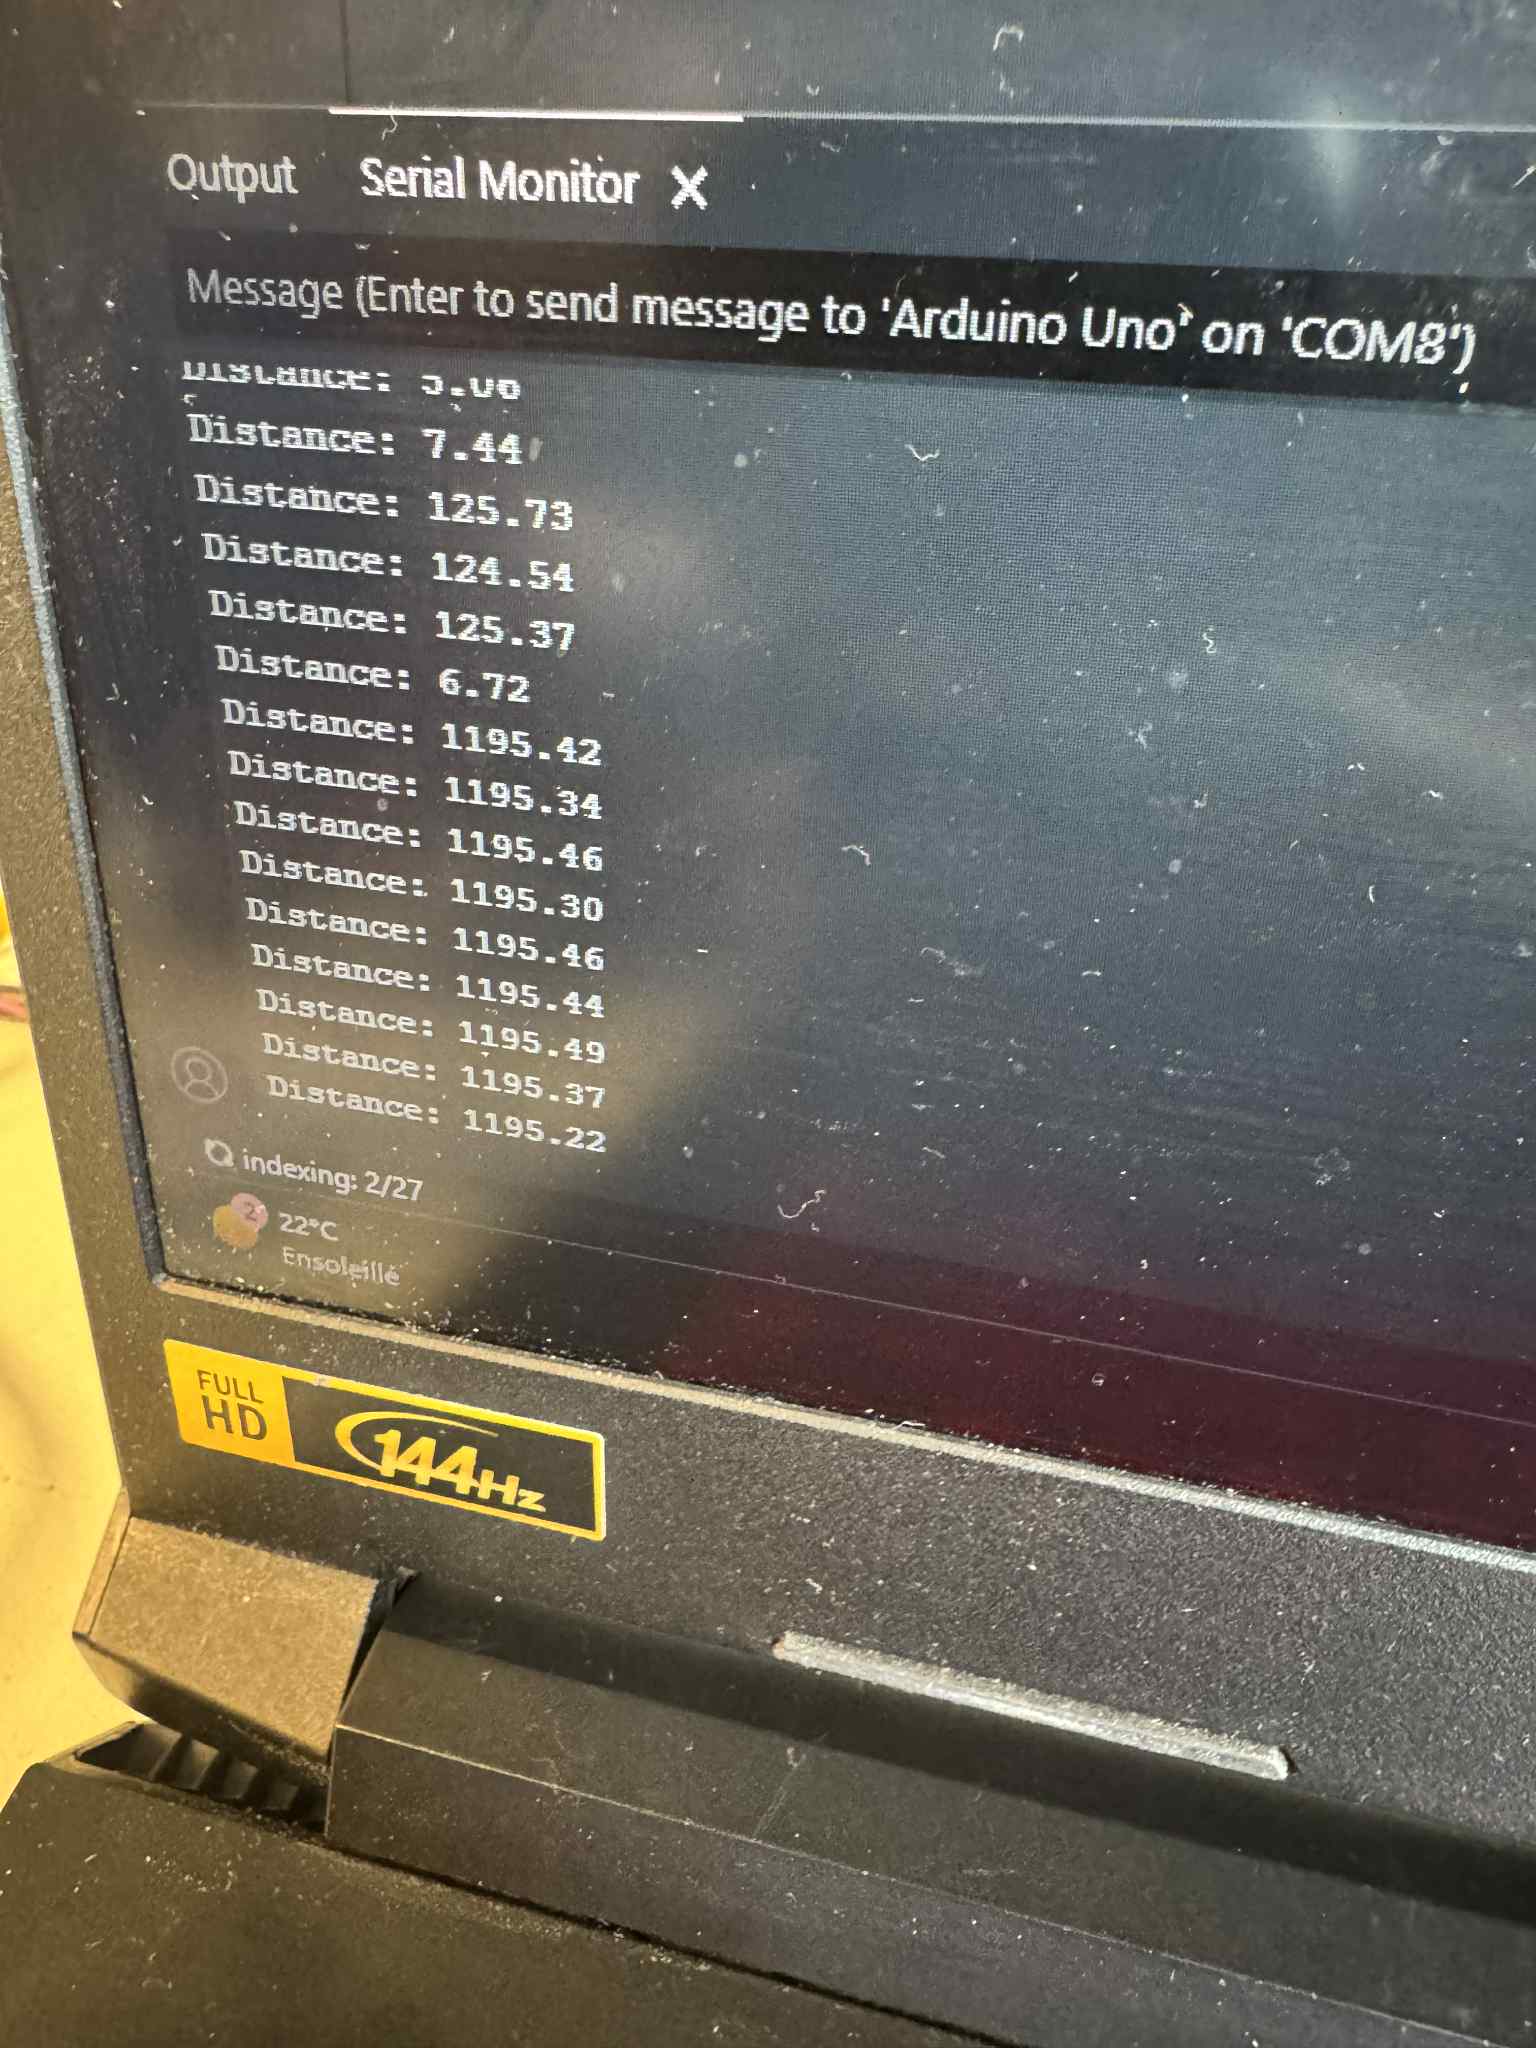 Output Serial Monitor X
Message (Enter to send message to 'Arduino Uno' on 'COM8')
Distance:
Distance: 7.44
Distance: 125.73
Distance: 124.54
Distance: 125.37
Distance: 6.72
Distance: 1195.42
Distance: 1195.34
Distance: 1195.46
Distance: 1195.30
Distance: 1195.46
Distance: 1195.44
Distance: 1195.49
Distance: 1195.37
Distance: 1195.22
indexing: 2/27
2
22°C
Ensoleillé
FULL
HD
144Hz